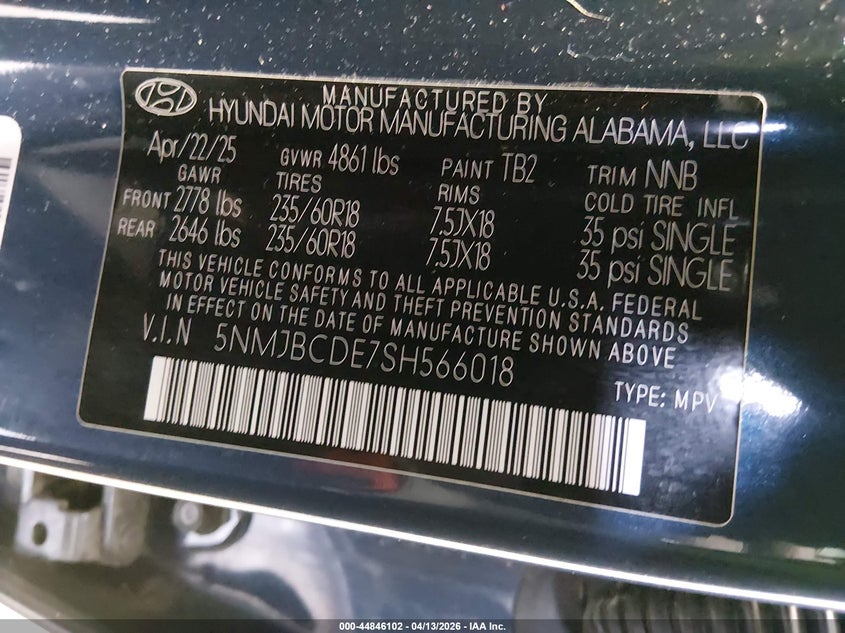 MANUFACTURED BY
HYUNDAI MOTOR MANUFACTURING ALABAMA, LLC
Apr/22/25 GVWR 4861 lbs PAINT TB2 TRIM NNB
GAWR TIRES RIMS COLD TIRE INFL
FRONT 2778 lbs 235/60R18 7.5JX18 35 psi SINGLE
REAR 2646 lbs 235/60R18 7.5JX18 35 psi SINGLE
THIS VEHICLE CONFORMS TO ALL APPLICABLE U.S.A. FEDERAL
MOTOR VEHICLE SAFETY AND THEFT PREVENTION STANDARDS
IN EFFECT ON THE DATE OF MANUFACTURE SHOWN ABOVE.
V.I.N 5NMJBCDE7SH566018
TYPE: MPV
000-44846102 - 04/13/2026 - IAA Inc.